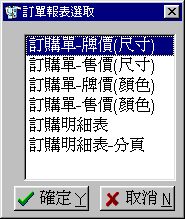 訂單報表選取
訂購單-牌價(尺寸)
訂購單-售價(尺寸)
訂購單-牌價(顏色)
訂購單-售價(顏色)
訂購明細表
訂購明細表-分頁
確定 Y
取消 N